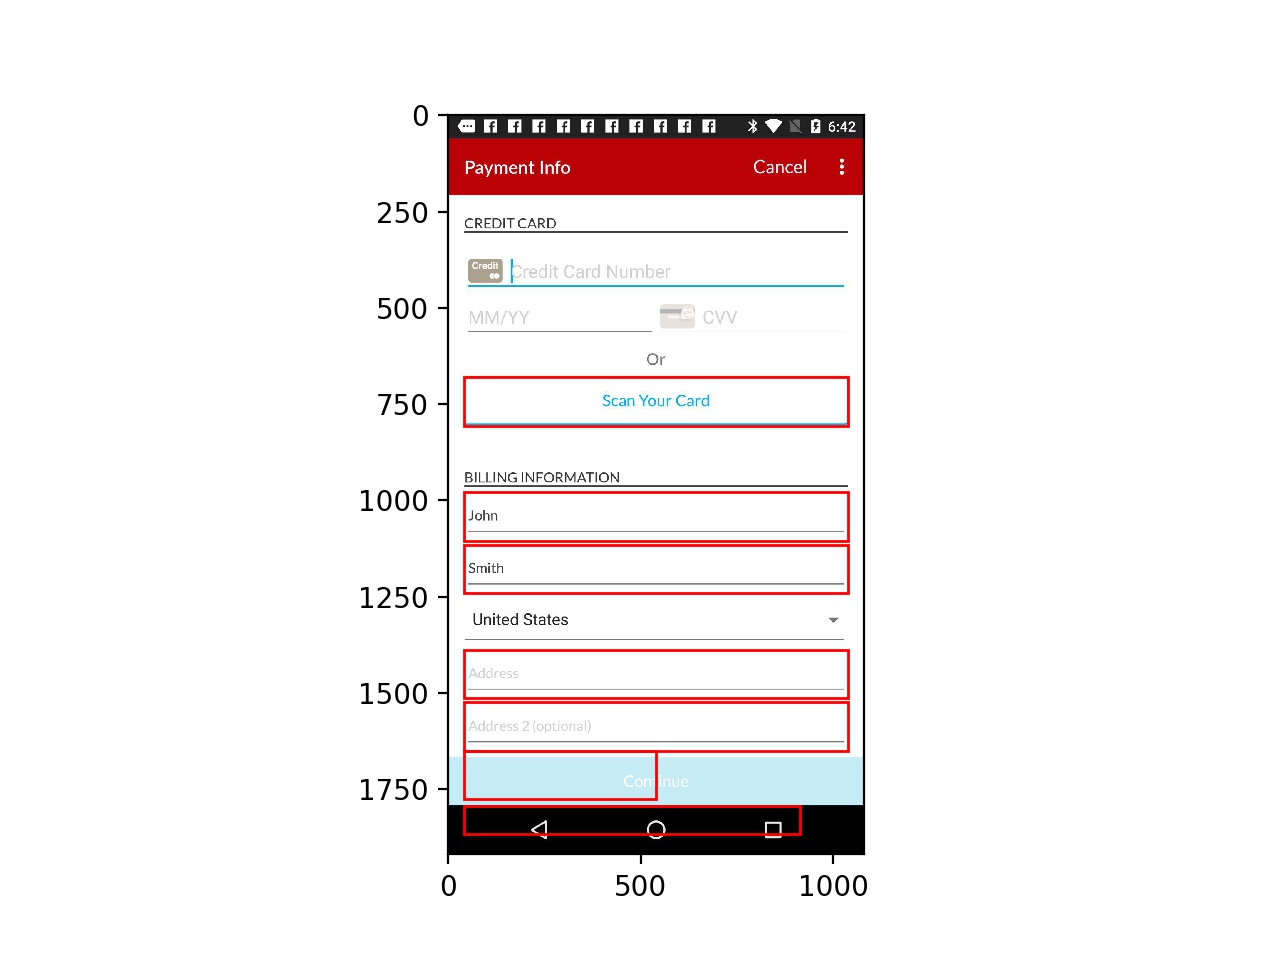 0
250
500
750
1000
1250
1500
1750
0
500
1000
6:42
Payment Info
Cancel
CREDIT CARD
Credit
Credit Card Number
MM/YY
CVV
Or
Scan Your Card
BILLING INFORMATION
John
Smith
United States
Address
Address 2 (optional)
Continue